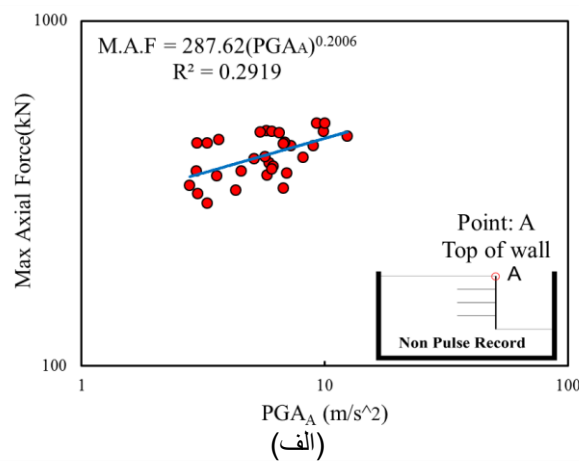 1000
M.A.F = 287.62(PGAA)^0.2006
R² = 0.2919
Max Axial Force(kN)
Point: A
Top of wall
A
Non Pulse Record
100
1
10
100
PGAA (m/s^2)
(الف)